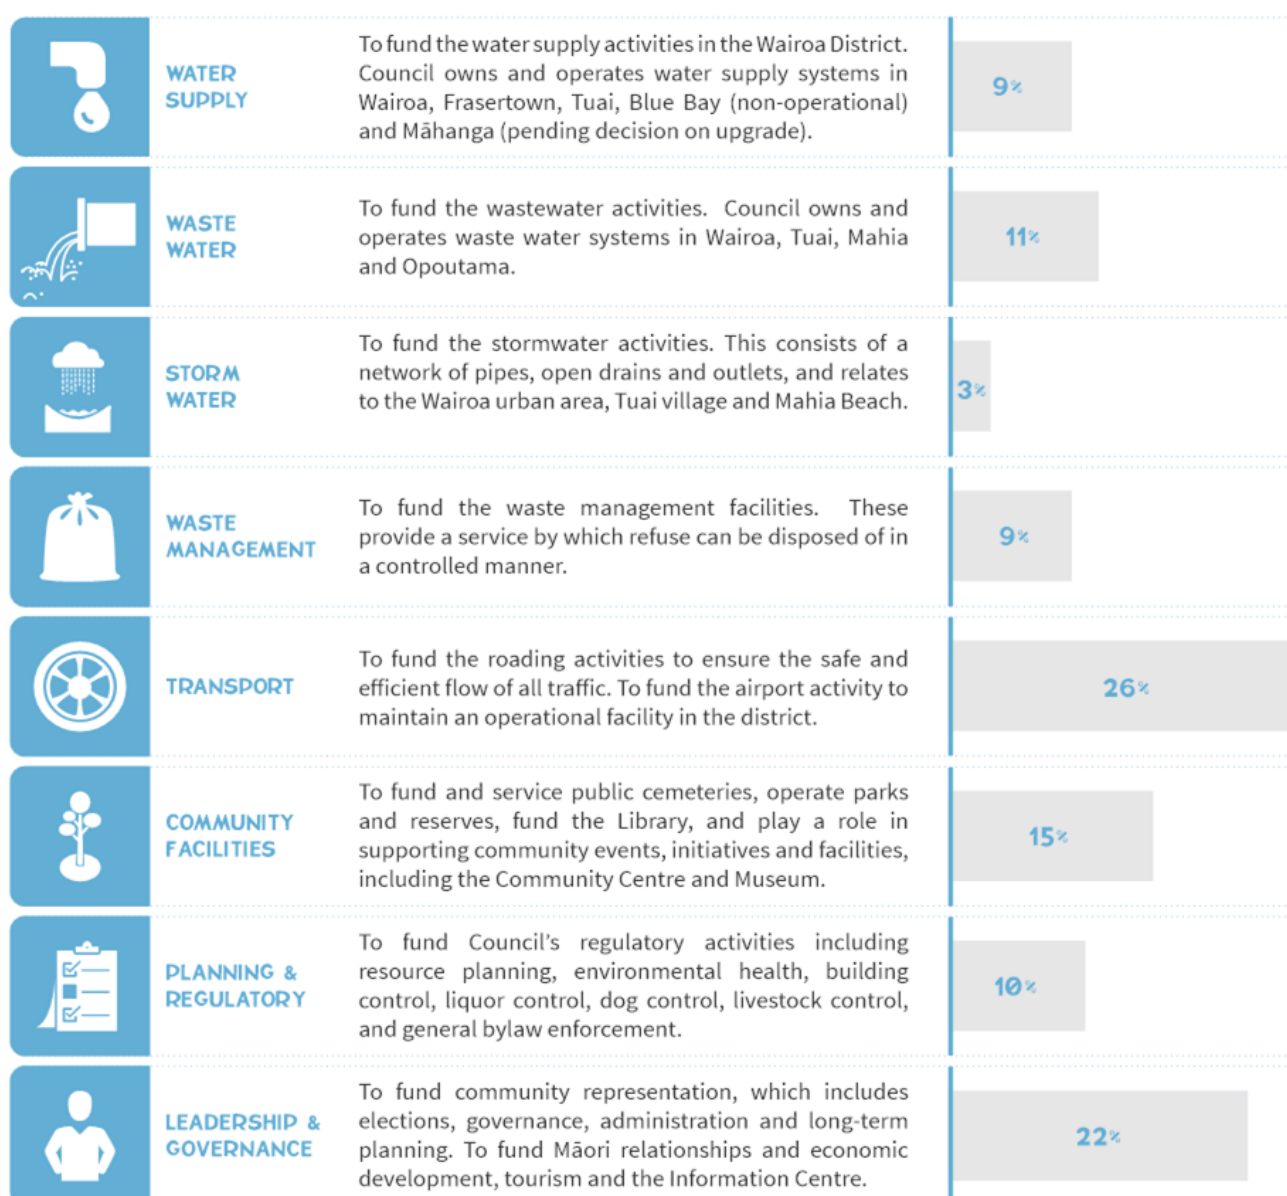 WATER
SUPPLY
To fund the water supply activities in the Wairoa District.
Council owns and operates water supply systems in
Wairoa, Frasertown, Tuai, Blue Bay (non-operational)
and Māhanga (pending decision on upgrade).
9%
WASTE
WATER
To fund the wastewater activities. Council owns and
operates waste water systems in Wairoa, Tuai, Mahia
and Opoutama.
11%
STORM
WATER
To fund the stormwater activities. This consists of a
network of pipes, open drains and outlets, and relates
to the Wairoa urban area, Tuai village and Mahia Beach.
3%
WASTE
MANAGEMENT
To fund the waste management facilities. These
provide a service by which refuse can be disposed of in
a controlled manner.
9%
TRANSPORT
To fund the roading activities to ensure the safe and
efficient flow of all traffic. To fund the airport activity to
maintain an operational facility in the district.
26%
COMMUNITY
FACILITIES
To fund and service public cemeteries, operate parks
and reserves, fund the Library, and play a role in
supporting community events, initiatives and facilities,
including the Community Centre and Museum.
15%
PLANNING &
REGULATORY
To fund Council's regulatory activities including
resource planning, environmental health, building
control, liquor control, dog control, livestock control,
and general bylaw enforcement.
10%
LEADERSHIP &
GOVERNANCE
To fund community representation, which includes
elections, governance, administration and long-term
planning. To fund Māori relationships and economic
development, tourism and the Information Centre.
22%